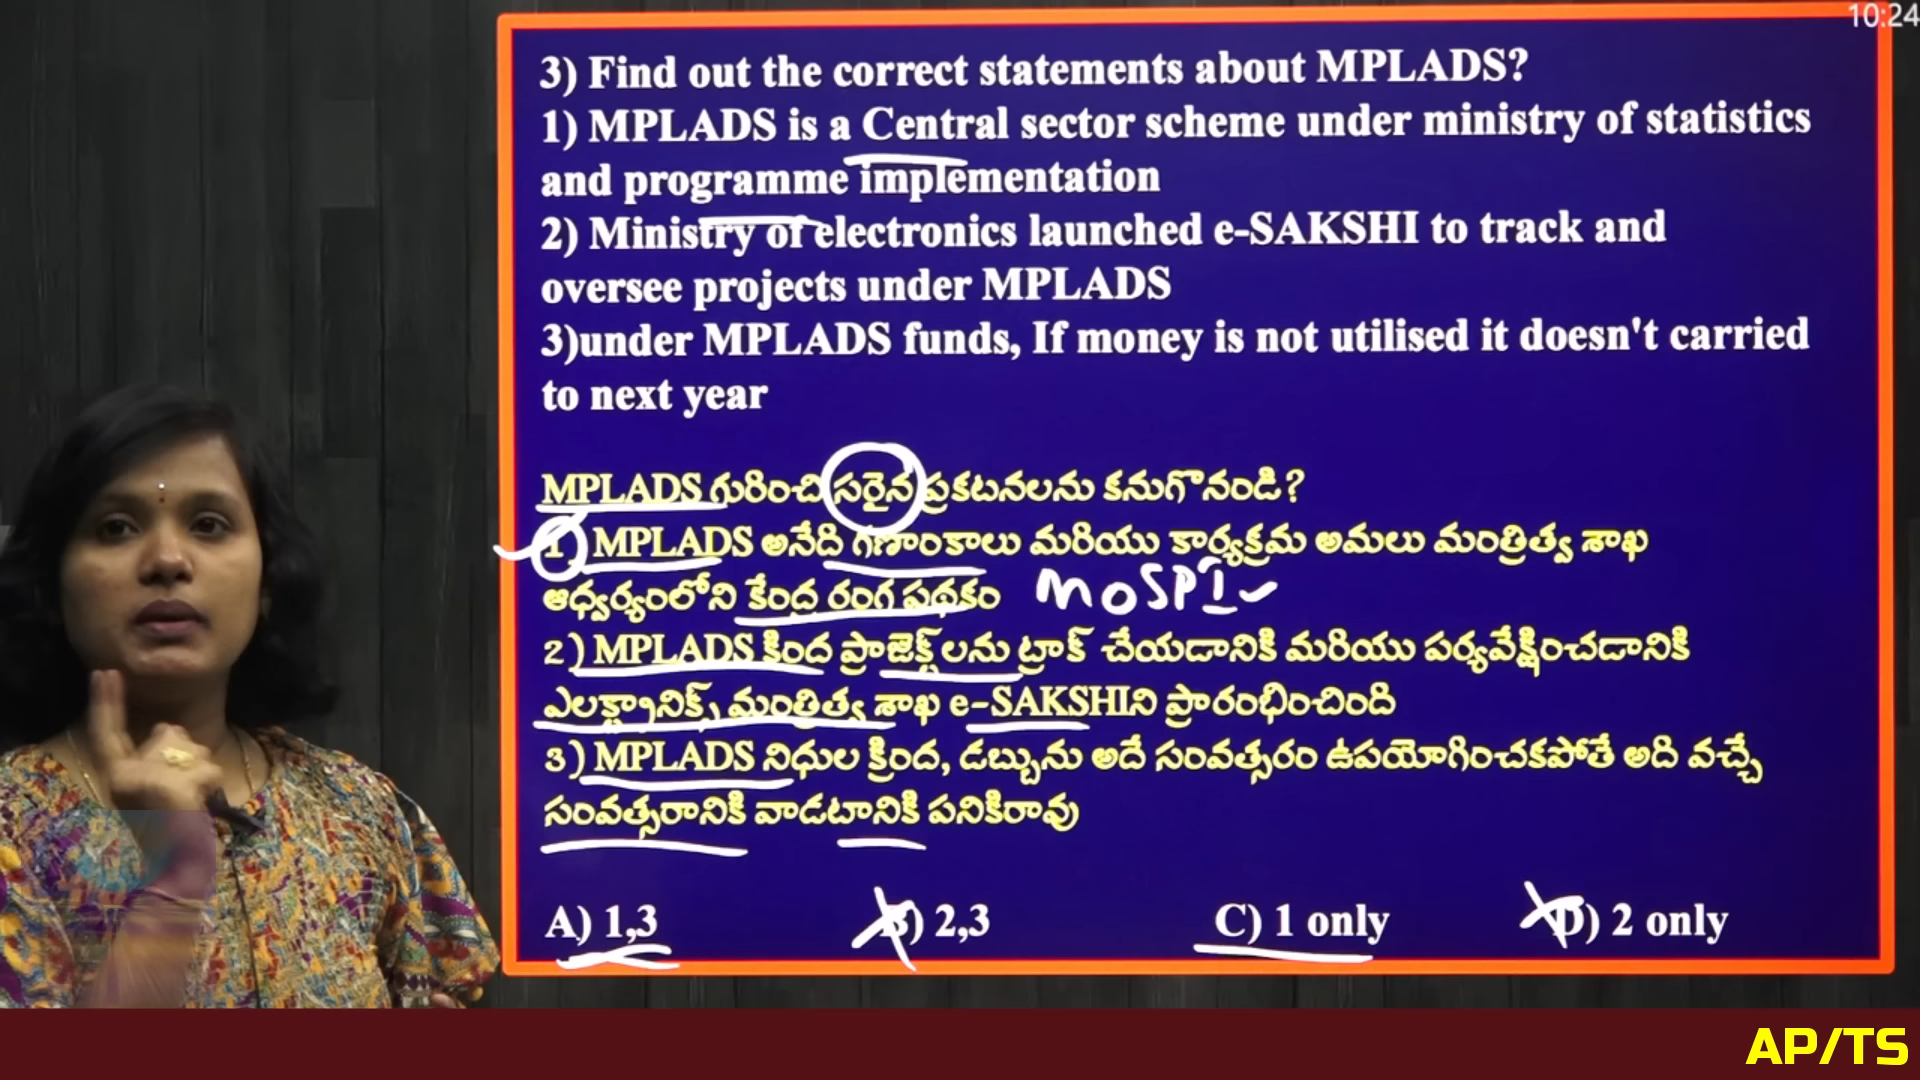 10:24
3) Find out the correct statements about MPLADS?
1) MPLADS is a Central sector scheme under ministry of statistics
and programme implementation
2) Ministry of electronics launched e-SAKSHI to track and
oversee projects under MPLADS
3)under MPLADS funds, If money is not utilised it doesn't carried
to next year
MPLADS గురించి సరైన ప్రకటనలను కనుగొనండి?
1) MPLADS అనేది గణాంకాలు మరియు కార్యక్రమ అమలు మంత్రిత్వ శాఖ
ఆధ్వర్యంలోని కేంద్ర రంగ పథకం MOSPI
2) MPLADS కింద ప్రాజెక్ట్‌లను ట్రాక్ చేయడానికి మరియు పర్యవేక్షించడానికి
ఎలక్ట్రానిక్స్ మంత్రిత్వ శాఖ e-SAKSHIని ప్రారంభించింది
3) MPLADS నిధుల క్రింద, డబ్బును అదే సంవత్సరం ఉపయోగించకపోతే అది వచ్చే
సంవత్సరానికి వాడటానికి పనికిరావు
A) 1,3 B) 2,3 C) 1 only D) 2 only
AP/TS